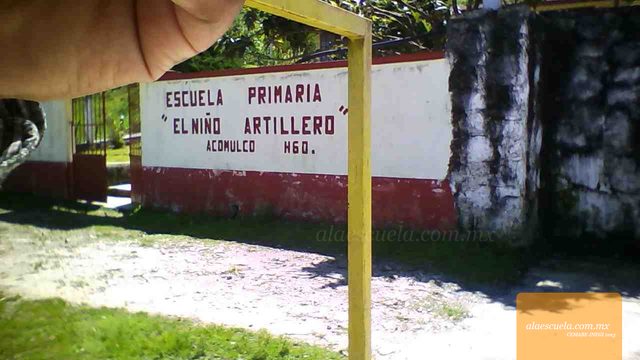 ESCUELA PRIMARIA
"EL NIÑO ARTILLERO"
ACOMULCO HGO.
alaescuela.com.mx
alaescuela.com.mx